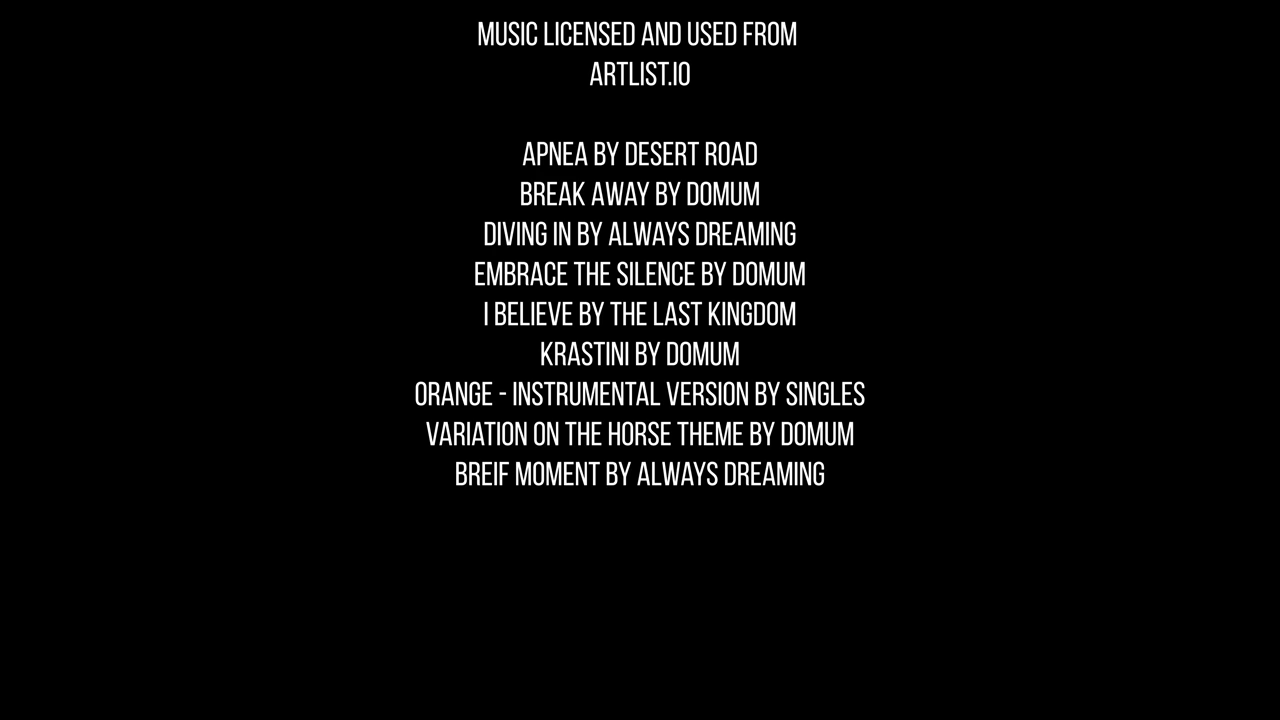 MUSIC LICENSED AND USED FROM
ARTLIST.IO
APNEA BY DESERT ROAD
BREAK AWAY BY DOMUM
DIVING IN BY ALWAYS DREAMING
EMBRACE THE SILENCE BY DOMUM
I BELIEVE BY THE LAST KINGDOM
KRASTINI BY DOMUM
ORANGE - INSTRUMENTAL VERSION BY SINGLES
VARIATION ON THE HORSE THEME BY DOMUM
BREIF MOMENT BY ALWAYS DREAMING